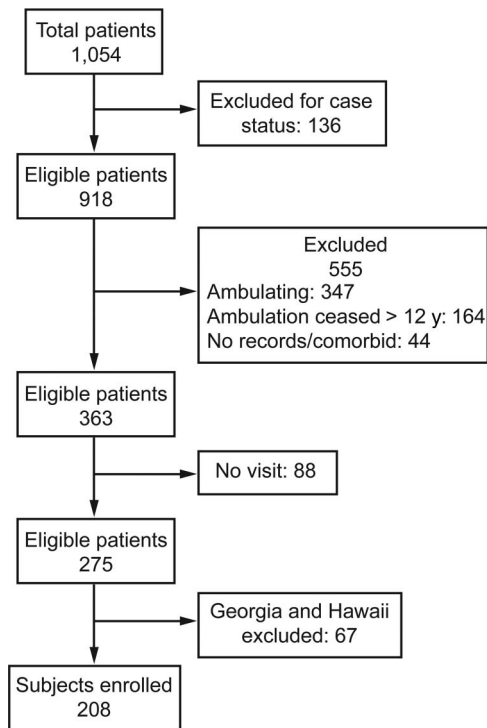 Total patients
1,054
Excluded for case
status: 136
Eligible patients
918
Excluded
555
Ambulating: 347
Ambulation ceased > 12 y: 164
No records/comorbid: 44
Eligible patients
363
No visit: 88
Eligible patients
275
Georgia and Hawaii
excluded: 67
Subjects enrolled
208